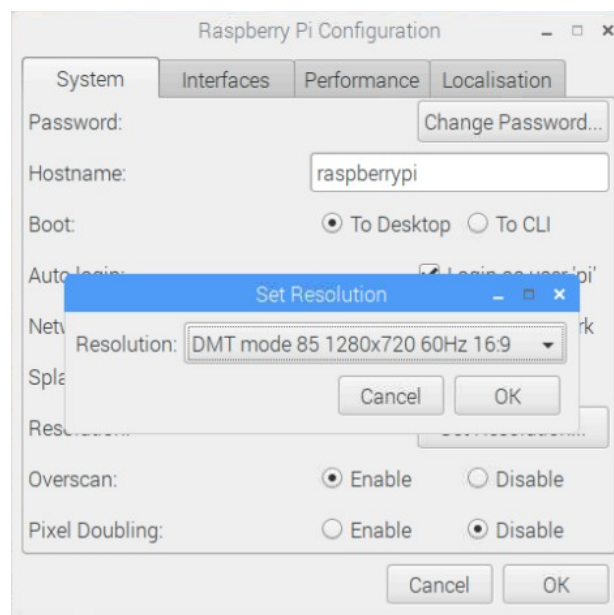 Raspberry Pi Configuration
System Interfaces Performance Localisation
Password: Change Password...
Hostname: raspberrypi
Boot: To Desktop To CLI
Set Resolution
Resolution: DMT mode 85 1280x720 60Hz 16:9
Cancel OK
Overscan: Enable Disable
Pixel Doubling: Enable Disable
Cancel OK